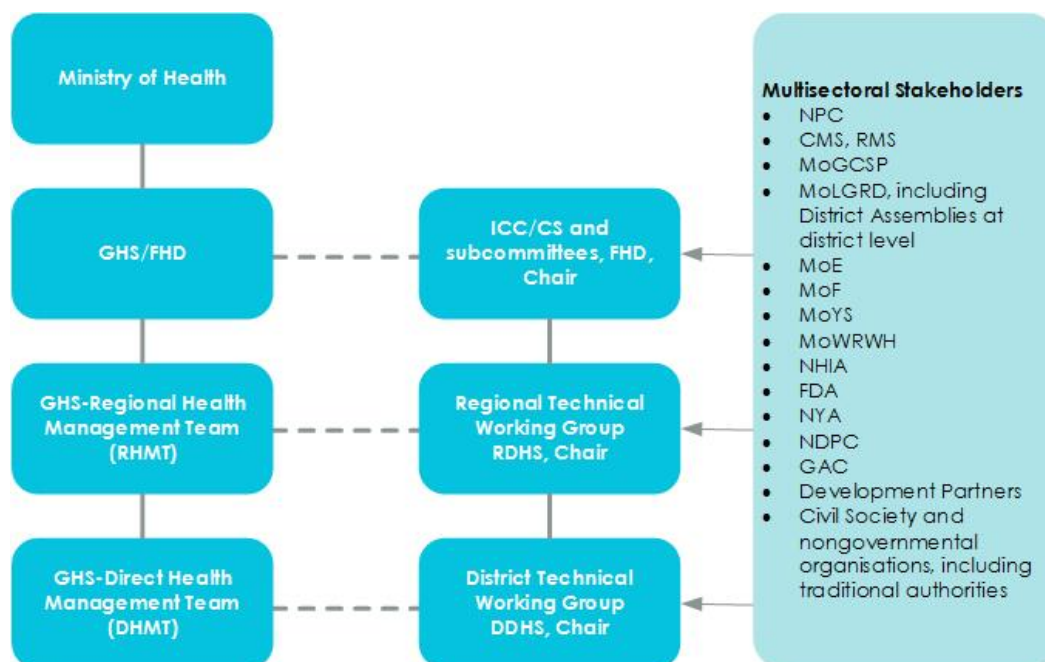 Ministry of Health
GHS/FHD
ICC/CS and
subcommittees, FHD,
Chair
GHS-Regional Health
Management Team
(RHMT)
Regional Technical
Working Group
RDHS, Chair
GHS-Direct Health
Management Team
(DHMT)
District Technical
Working Group
DDHS, Chair
Multisectoral Stakeholders
• NPC
• CMS, RMS
• MoGCSP
• MoLGRD, including
District Assemblies at
district level
• MoE
• MoF
• MoYS
• MoWRWH
• NHIA
• FDA
• NYA
• NDPC
• GAC
• Development Partners
• Civil Society and
nongovernmental
organisations, including
traditional authorities